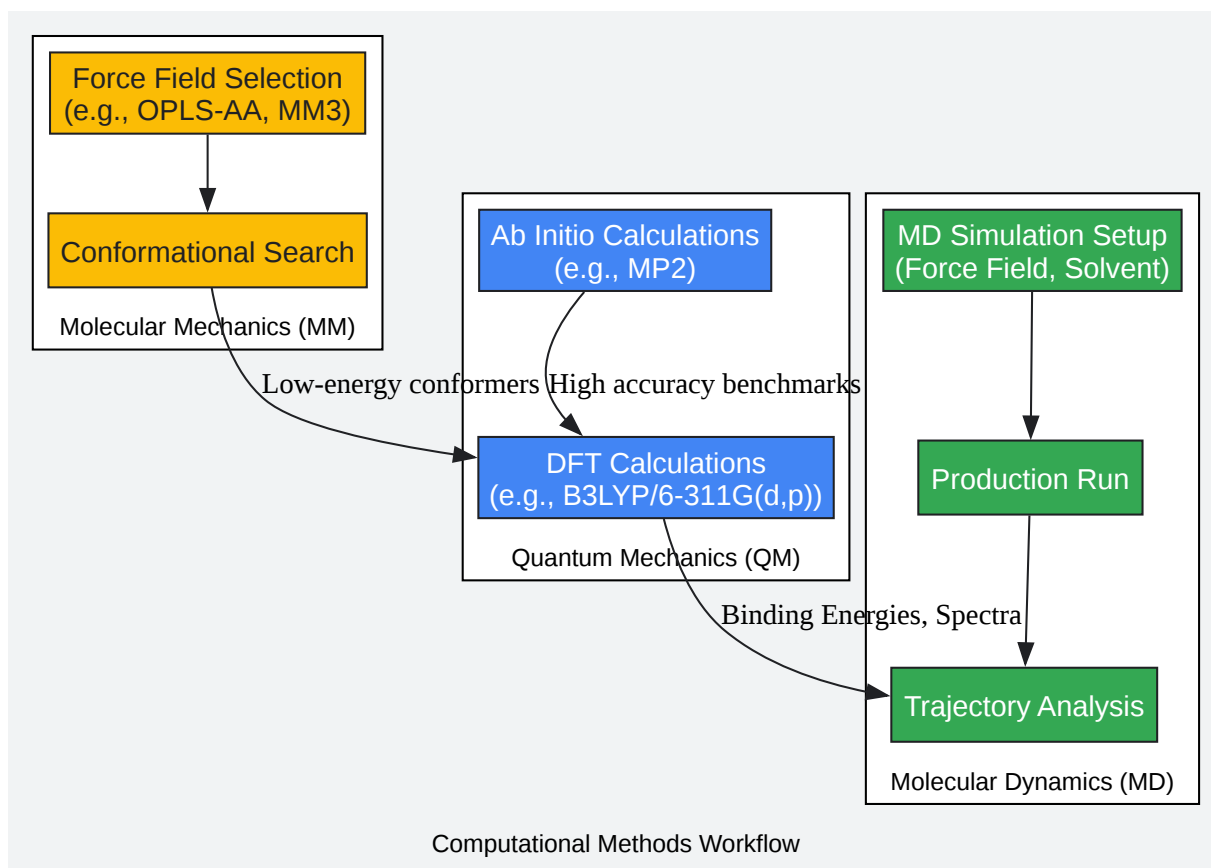 Force Field Selection
(e.g., OPLS-AA, MM3)
Conformational Search
Molecular Mechanics (MM)
Low-energy conformers
Ab Initio Calculations
(e.g., MP2)
High accuracy benchmarks
DFT Calculations
(e.g., B3LYP/6-311G(d,p))
Quantum Mechanics (QM)
Binding Energies, Spectra
MD Simulation Setup
(Force Field, Solvent)
Production Run
Trajectory Analysis
Molecular Dynamics (MD)
Computational Methods Workflow